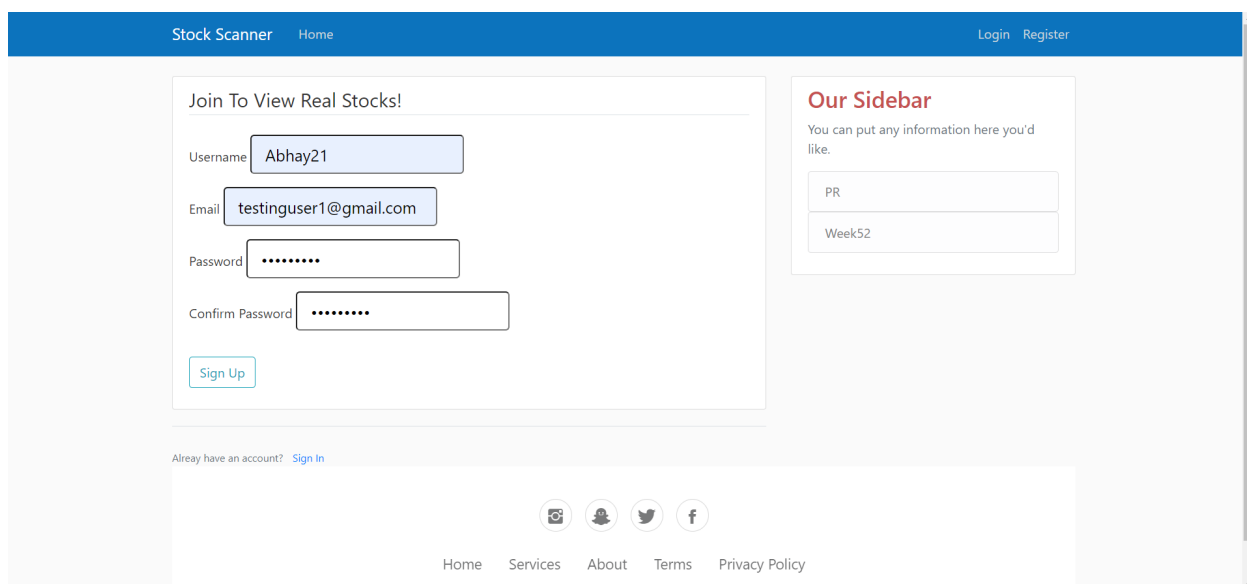 Stock Scanner Home Login Register
Join To View Real Stocks!
Username Abhay21
Email testinguser1@gmail.com
Password •••••••••
Confirm Password •••••••••
Sign Up
Our Sidebar
You can put any information here you'd
like.
PR
Week52
Alreay have an account? Sign In
Home Services About Terms Privacy Policy